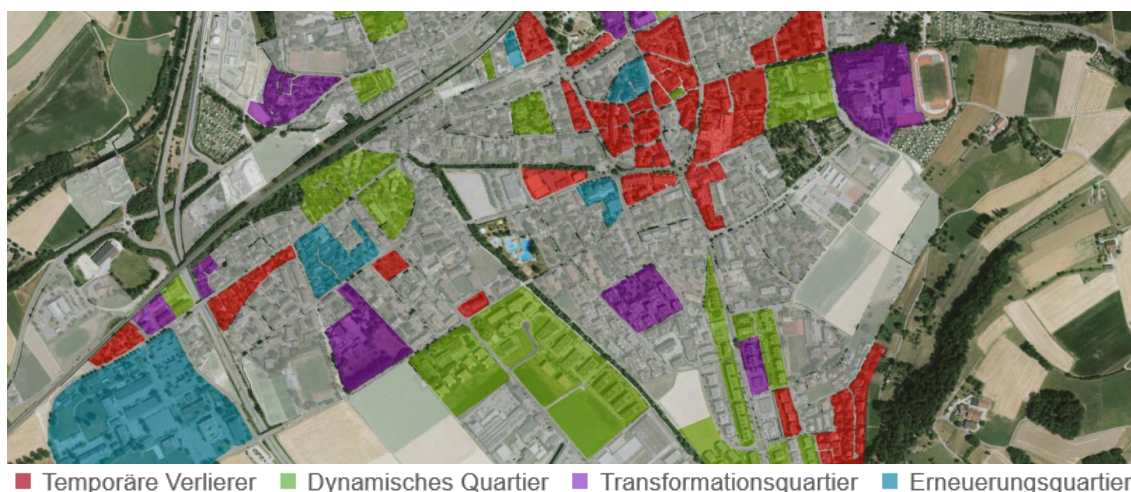 Temporäre Verlierer
Dynamisches Quartier
Transformationsquartier
Erneuerungsquartier